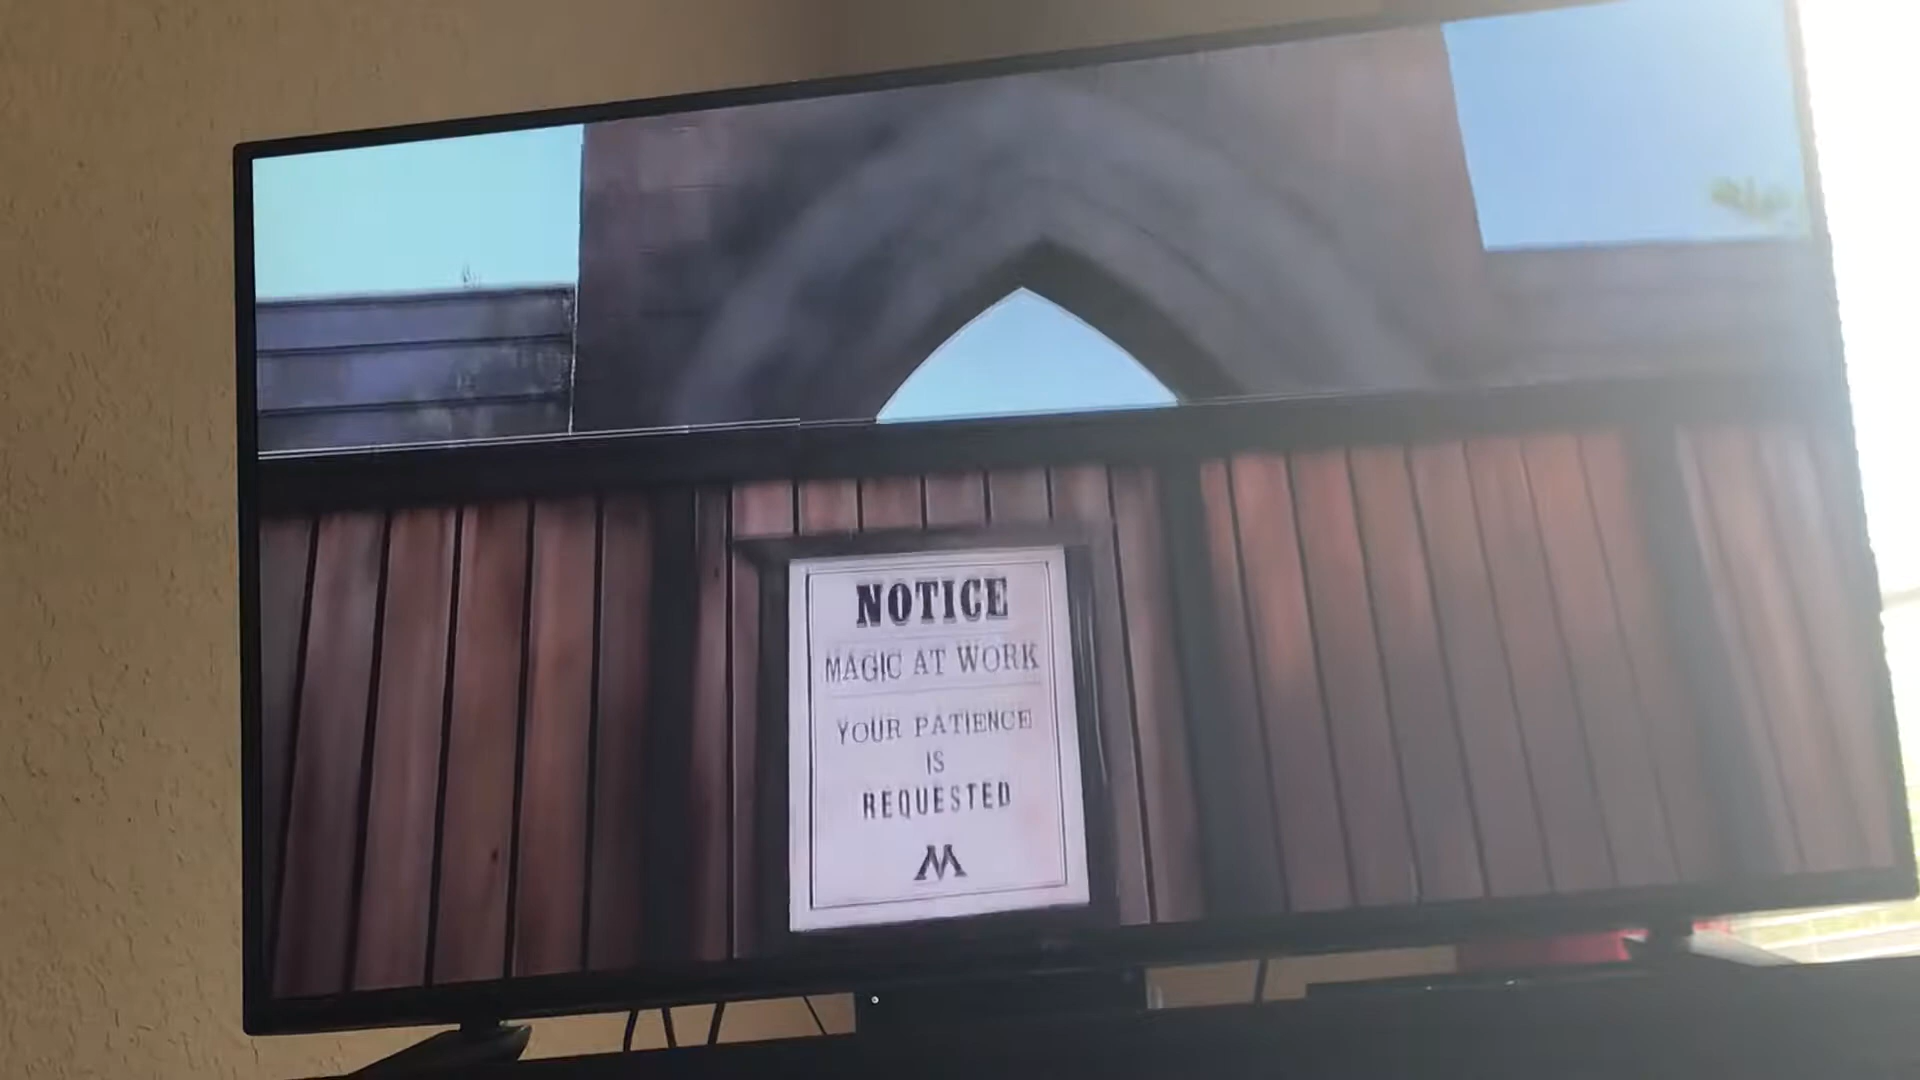 NOTICE
MAGIC AT WORK
YOUR PATIENCE
IS
REQUESTED
M